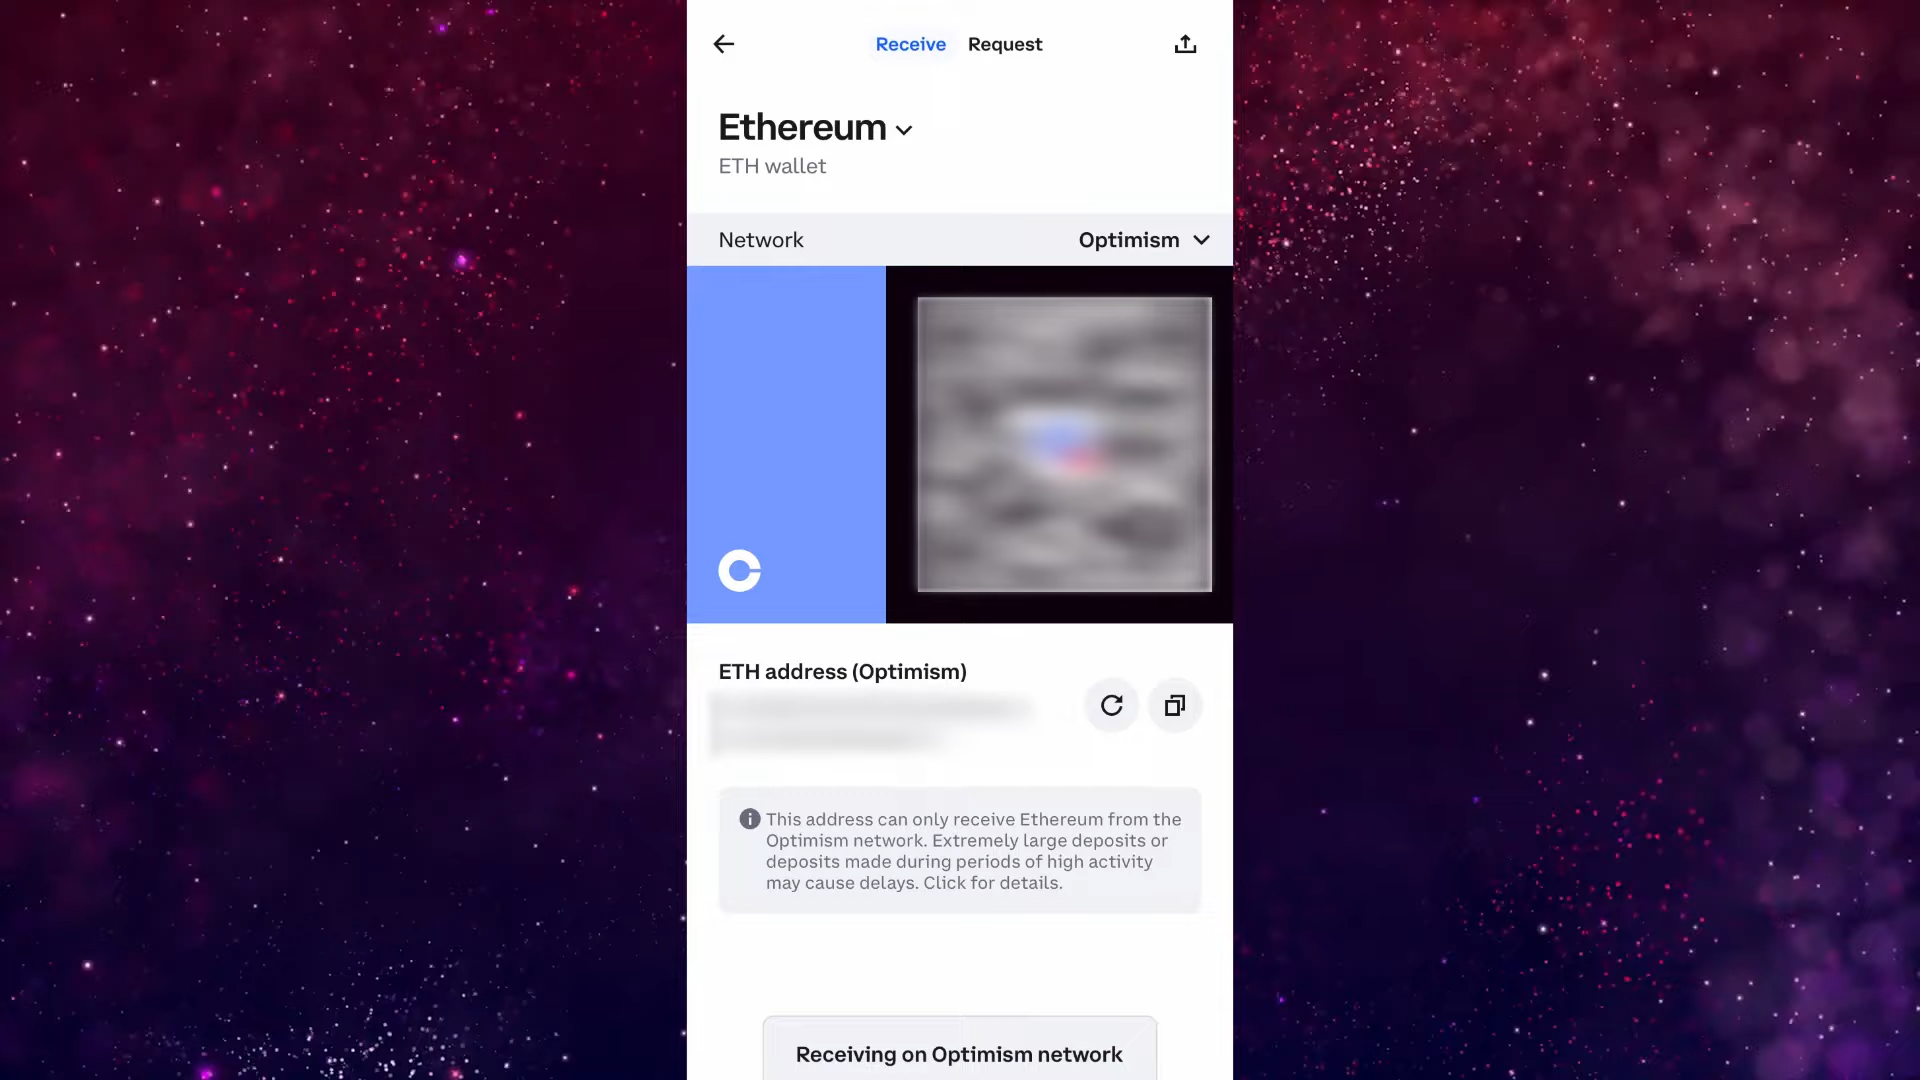 Receive Request
Ethereum
ETH wallet
Network Optimism
ETH address (Optimism)
This address can only receive Ethereum from the
Optimism network. Extremely large deposits or
deposits made during periods of high activity
may cause delays. Click for details.
Receiving on Optimism network